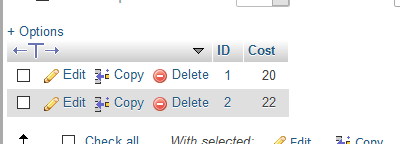 + Options
ID Cost
Edit Copy Delete 1 20
Edit Copy Delete 2 22
Check all With selected: Edit Copy